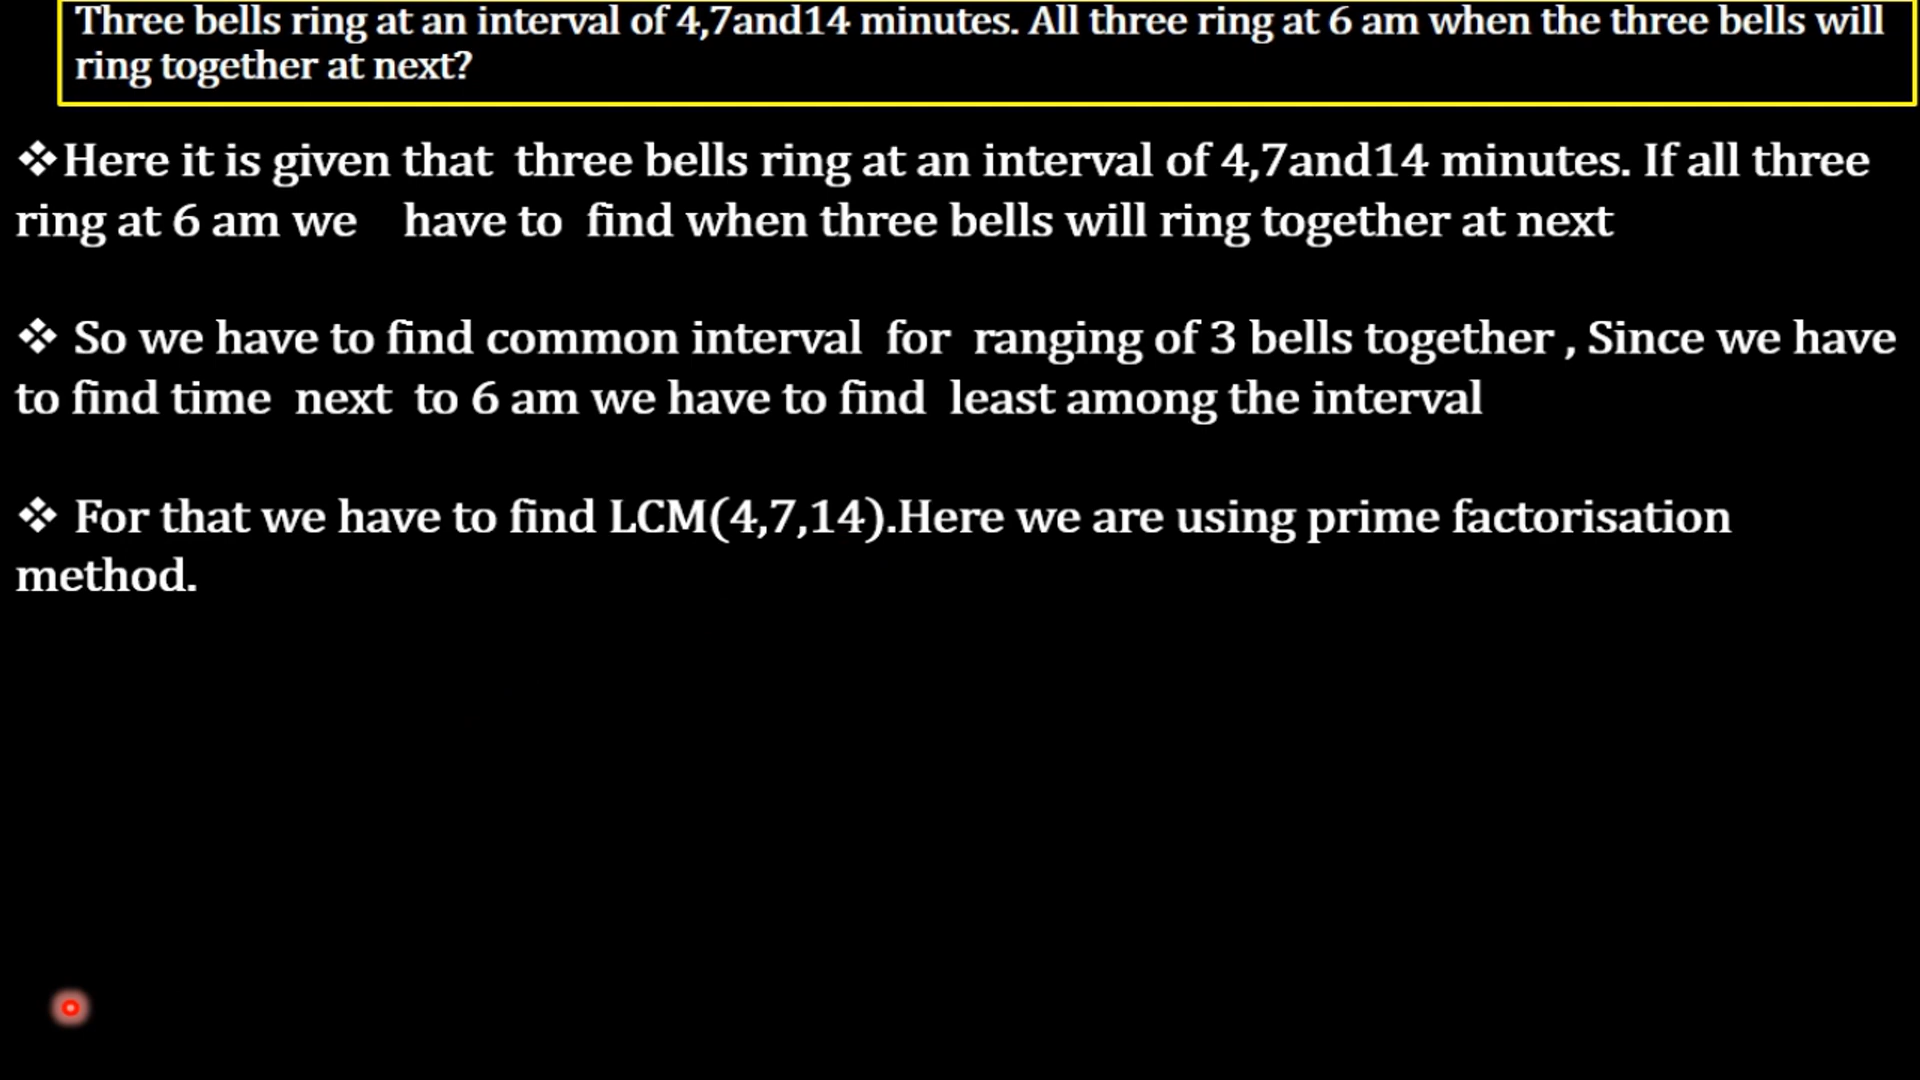 Three bells ring at an interval of 4,7and14 minutes. All three ring at 6 am when the three bells will
ring together at next?
❖Here it is given that three bells ring at an interval of 4,7and14 minutes. If all three
ring at 6 am we have to find when three bells will ring together at next
❖ So we have to find common interval for ranging of 3 bells together , Since we have
to find time next to 6 am we have to find least among the interval
❖ For that we have to find LCM(4,7,14).Here we are using prime factorisation
method.